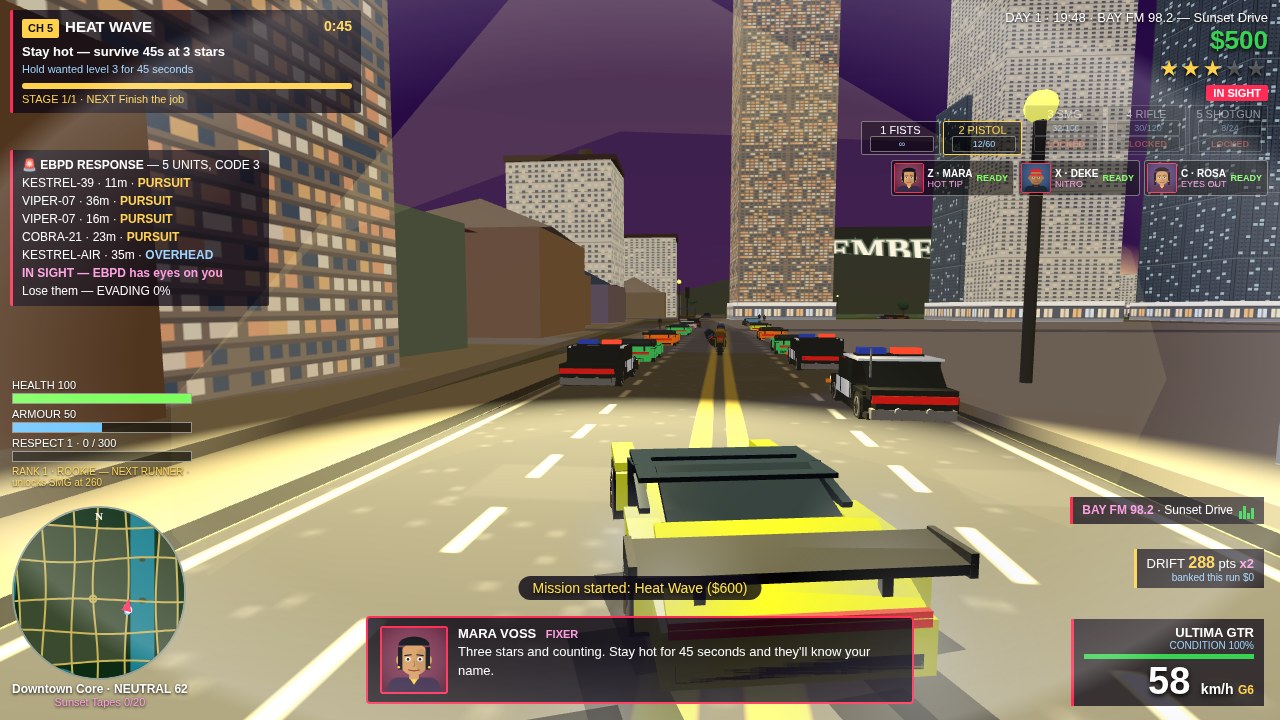 CH 5 HEAT WAVE 0:45
Stay hot — survive 45s at 3 stars
Hold wanted level 3 for 45 seconds
STAGE 1/1 · NEXT Finish the job
DAY 1 · 19:48 · BAY FM 98.2 — Sunset Drive
$500
IN SIGHT
1 FISTS
∞
2 PISTOL
12/60
4 RIFLE
30/120
LOCKED
5 SHOTGUN
8/24
LOCKED
Z · MARA
HOT TIP
READY
X · DEKE
NITRO
READY
C · ROSA
EYES OUT
READY
EBPD RESPONSE — 5 UNITS, CODE 3
KESTREL-39 · 11m · PURSUIT
VIPER-07 · 36m · PURSUIT
VIPER-07 · 16m · PURSUIT
COBRA-21 · 23m · PURSUIT
KESTREL-AIR · 35m · OVERHEAD
IN SIGHT — EBPD has eyes on you
Lose them — EVADING 0%
EMBE
HEALTH 100
ARMOUR 50
RESPECT 1 · 0 / 300
RANK 1 · ROOKIE — NEXT RUNNER ·
unlocks SMG at 260
N
Downtown Core · NEUTRAL 62
Sunset Tapes 0/20
BAY FM 98.2 · Sunset Drive
DRIFT 288 pts x2
banked this run $0
Mission started: Heat Wave ($600)
MARA VOSS FIXER
Three stars and counting. Stay hot for 45 seconds and they'll know your
name.
ULTIMA GTR
CONDITION 100%
58 km/h G6